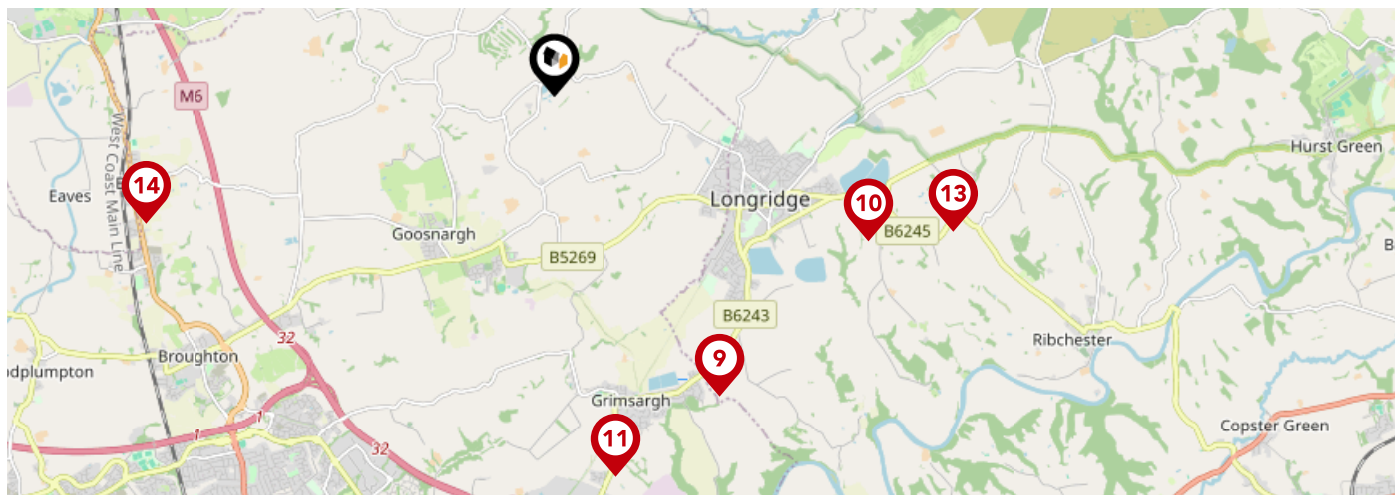 M6
West Coast Main Line
Hurst Green
14
Eaves
13
Longridge
10
Goosnargh
B6245
B5269
B6243
32
Ribchester
Broughton
9
odplumpton
Grimsargh
1
1
Copster Green
11
32